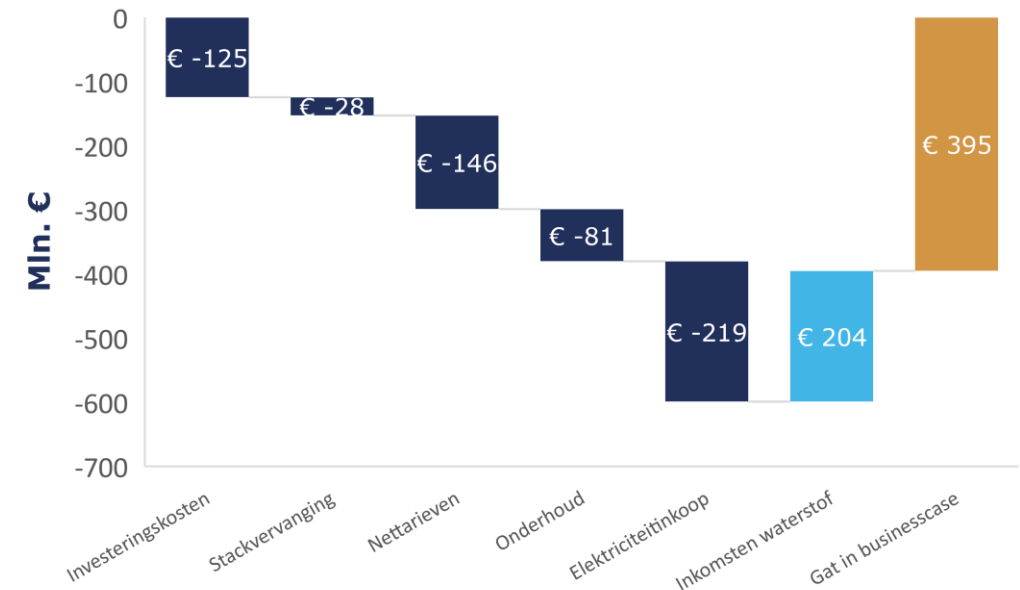 Mln. €
0
-100
-200
-300
-400
-500
-600
-700
€ -125
€ -28
€ -146
€ -81
€ -219
€ 204
€ 395
Investeringskosten
Stackvervanging
Nettarieven
Onderhoud
Elektriciteitinkoop
Inkomsten waterstof
Gat in businesscase